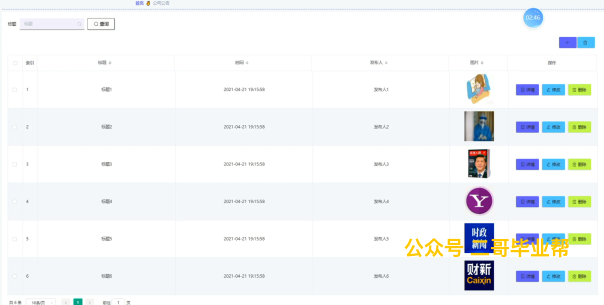 首页 公司公告
02:46
标题 标题 查询
索引 标题 时间 发布人 图片 操作
1 标题1 2021-04-21 19:15:58 发布人1 详情 修改 删除
2 标题2 2021-04-21 19:15:58 发布人2 详情 修改 删除
3 标题3 2021-04-21 19:15:58 发布人3 详情 修改 删除
4 标题4 2021-04-21 19:15:58 发布人4 Y 详情 修改 删除
5 标题5 2021-04-21 19:15:58 发布人5 时政新闻 详情 修改 删除
公众号 二哥毕业帮
6 标题6 2021-04-21 19:15:58 发布人6 财新 Caixin 详情 修改 删除
共 6 条 10条/页 1 前往 1 页